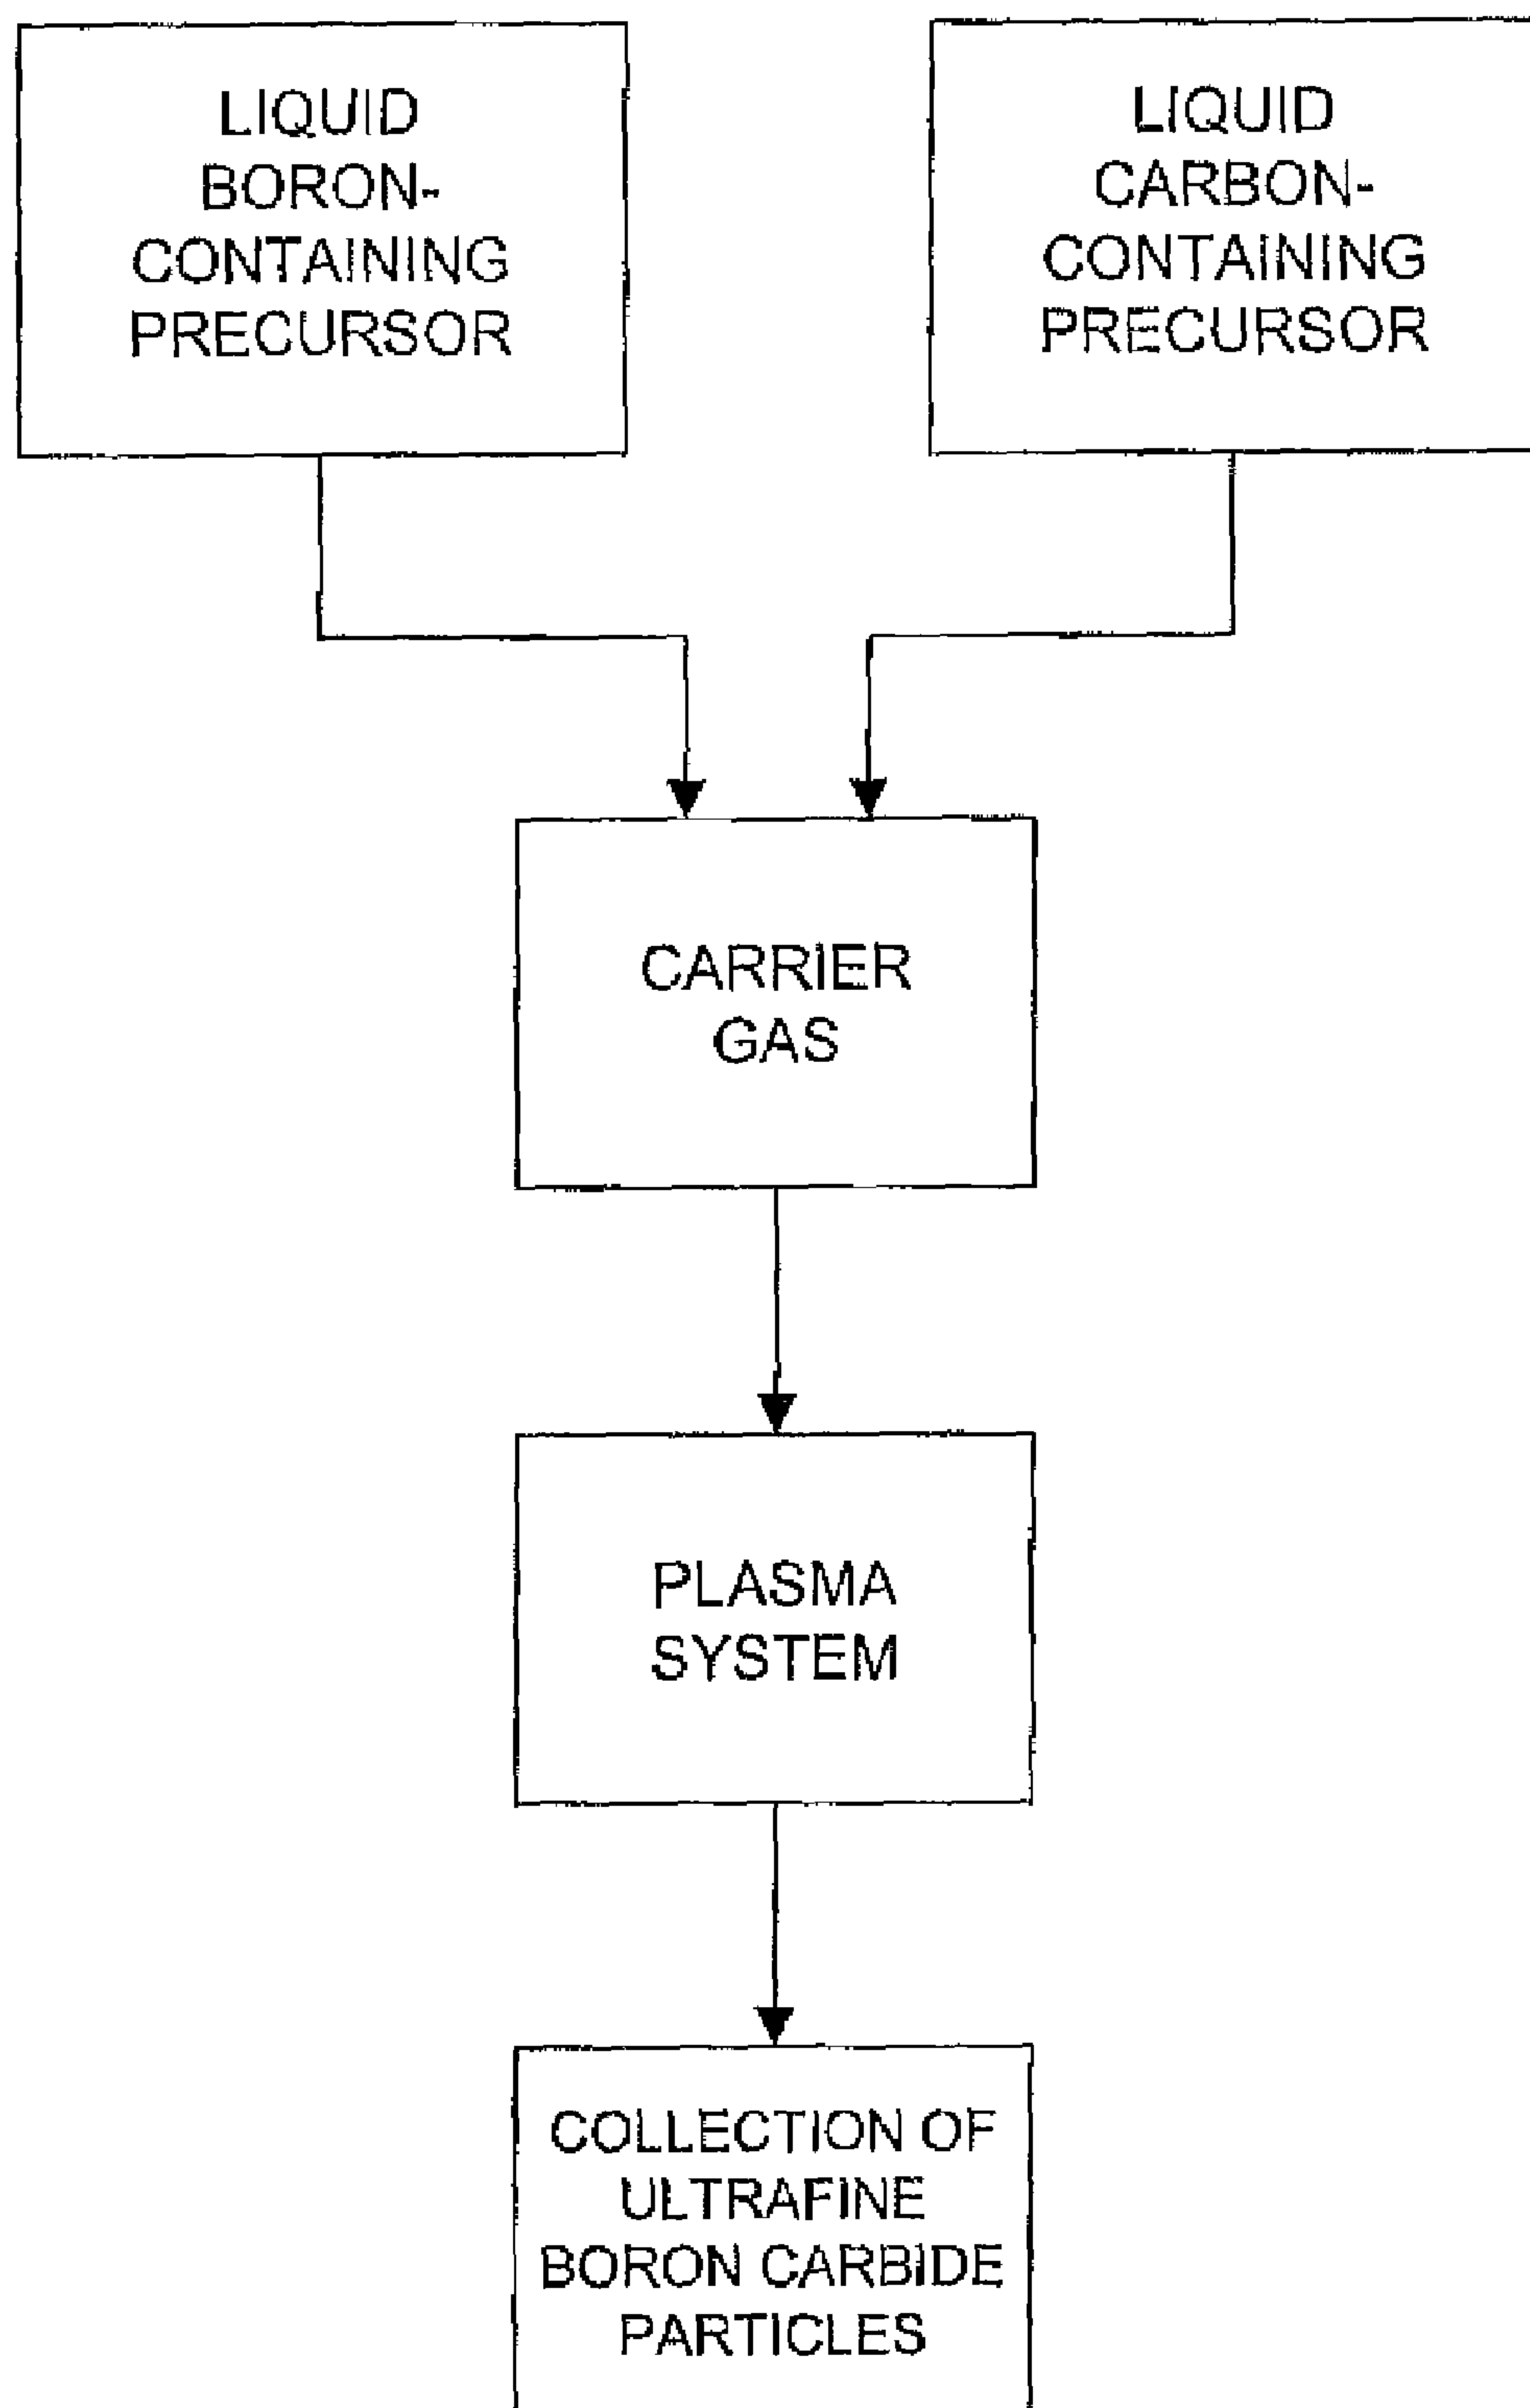 LIQUID
BORON-
CONTAINING
PRECURSOR
LIQUID
CARBON-
CONTAINING
PRECURSOR
CARRIER
GAS
PLASMA
SYSTEM
COLLECTION OF
ULTRAFINE
BORON CARBIDE
PARTICLES